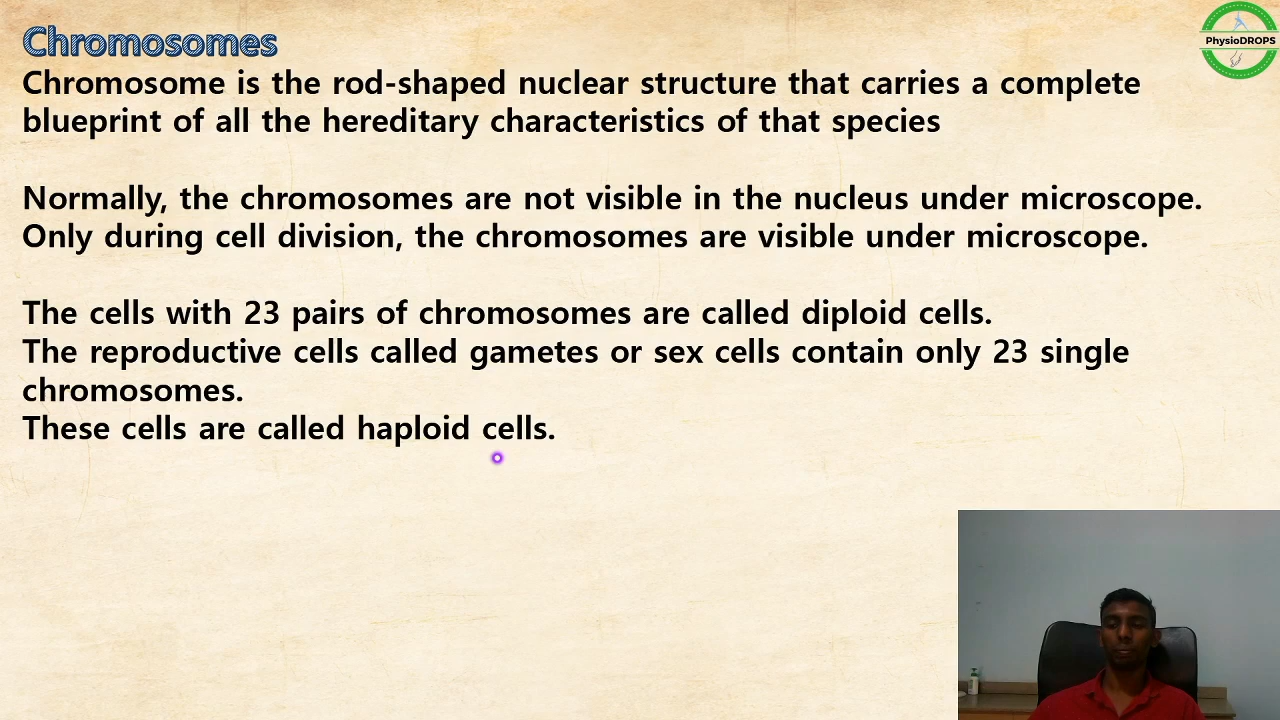 Chromosomes
PhysioDROPS
Chromosome is the rod-shaped nuclear structure that carries a complete
blueprint of all the hereditary characteristics of that species
Normally, the chromosomes are not visible in the nucleus under microscope.
Only during cell division, the chromosomes are visible under microscope.
The cells with 23 pairs of chromosomes are called diploid cells.
The reproductive cells called gametes or sex cells contain only 23 single
chromosomes.
These cells are called haploid cells.